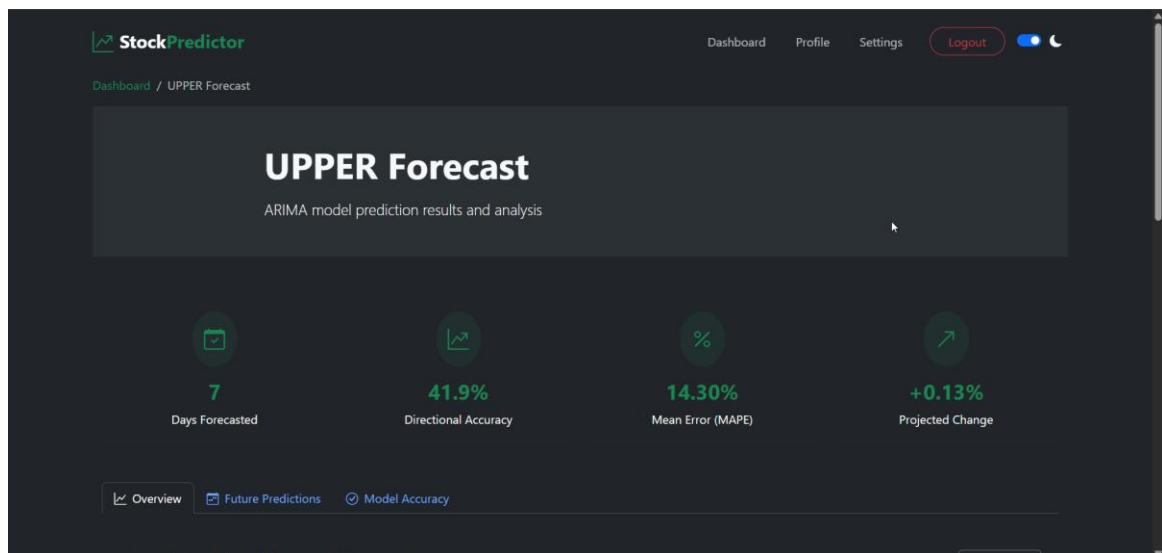 StockPredictor
Dashboard Profile Settings Logout
Dashboard / UPPER Forecast
UPPER Forecast
ARIMA model prediction results and analysis
7
Days Forecasted
41.9%
Directional Accuracy
14.30%
Mean Error (MAPE)
+0.13%
Projected Change
Overview Future Predictions Model Accuracy